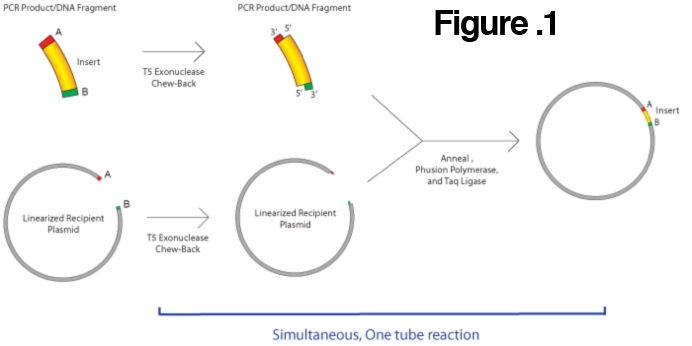 PCR Product/DNA Fragment
PCR Product/DNA Fragment
Figure .1
A
Insert
B
T5 Exonuclease
Chew-Back
3' 5'
5' 3'
A
Insert
B
Anneal ,
Phusion Polymerase,
and Taq Ligase
A
B
Linearized Recipient
Plasmid
T5 Exonuclease
Chew-Back
Linearized Recipient
Plasmid
Simultaneous, One tube reaction